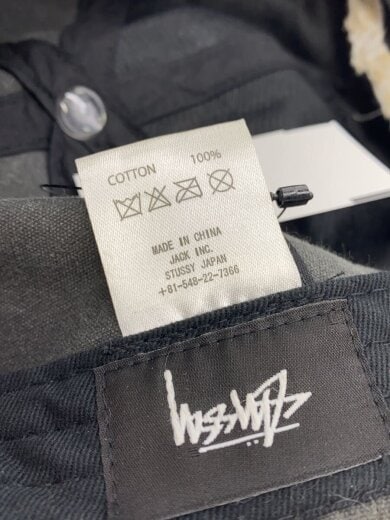 COTTON 100%
MADE IN CHINA
JACK INC.
STUSSY JAPAN
+81-548-22-7366